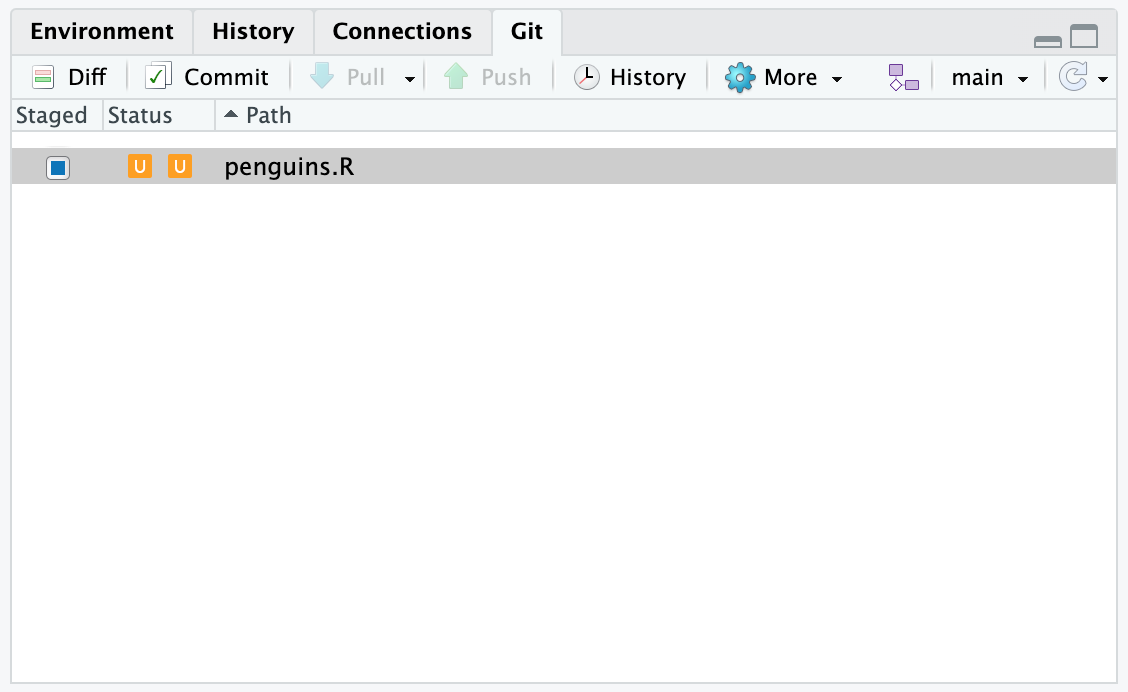 Environment History Connections Git
Diff Commit Pull Push History More main
Staged Status Path
U U penguins.R